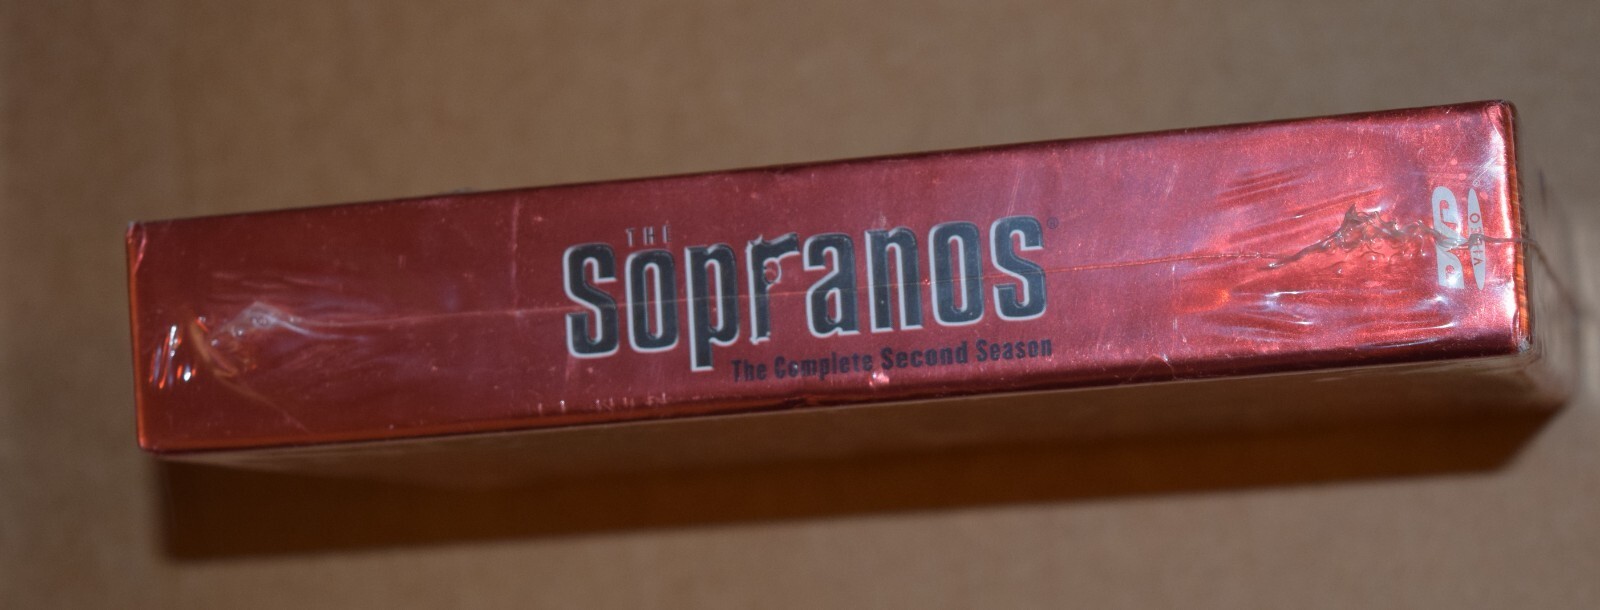 THE
Sopranos®
The Complete Second Season
DVD
VIDEO